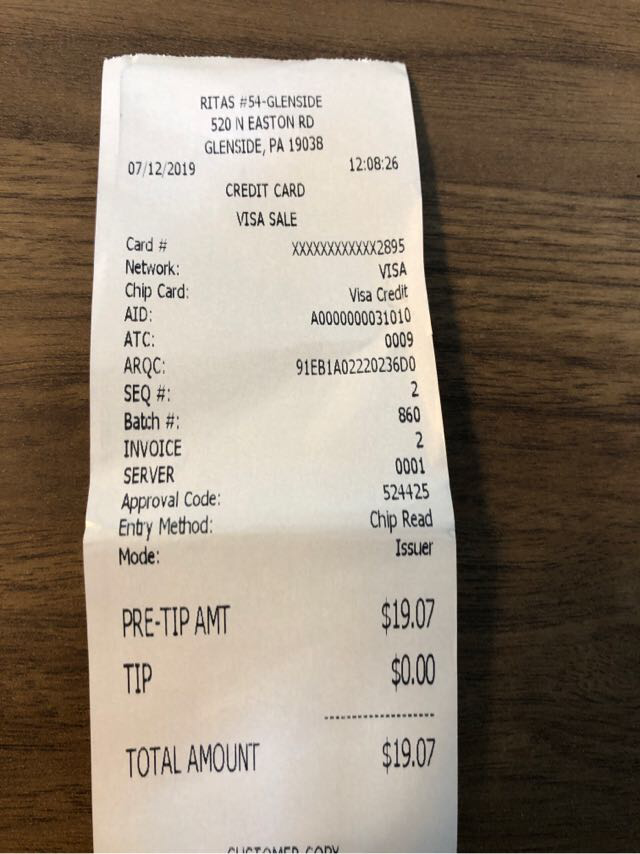 RITAS #54-GLENSIDE
520 N EASTON RD
GLENSIDE, PA 19038
07/12/2019 12:08:26
CREDIT CARD
VISA SALE
Card # XXXXXXXXXXXX2895
Network: VISA
Chip Card: Visa Credit
AID: A0000000031010
ATC: 0009
ARQC: 91EB1A02220236D0
SEQ #: 2
Batch #: 860
INVOICE 2
SERVER 0001
Approval Code: 524425
Entry Method: Chip Read
Mode: Issuer
PRE-TIP AMT $19.07
TIP $0.00
TOTAL AMOUNT $19.07
CUSTOMER COPY